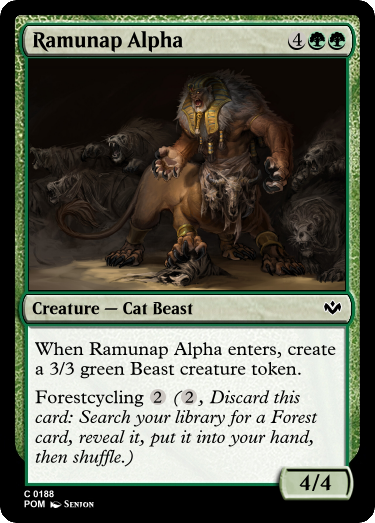 Ramunap Alpha 4
Creature — Cat Beast
When Ramunap Alpha enters, create
a 3/3 green Beast creature token.
Forestcycling 2 (2, Discard this
card: Search your library for a Forest
card, reveal it, put it into your hand,
then shuffle.)
4/4
C 0188
POM Senion